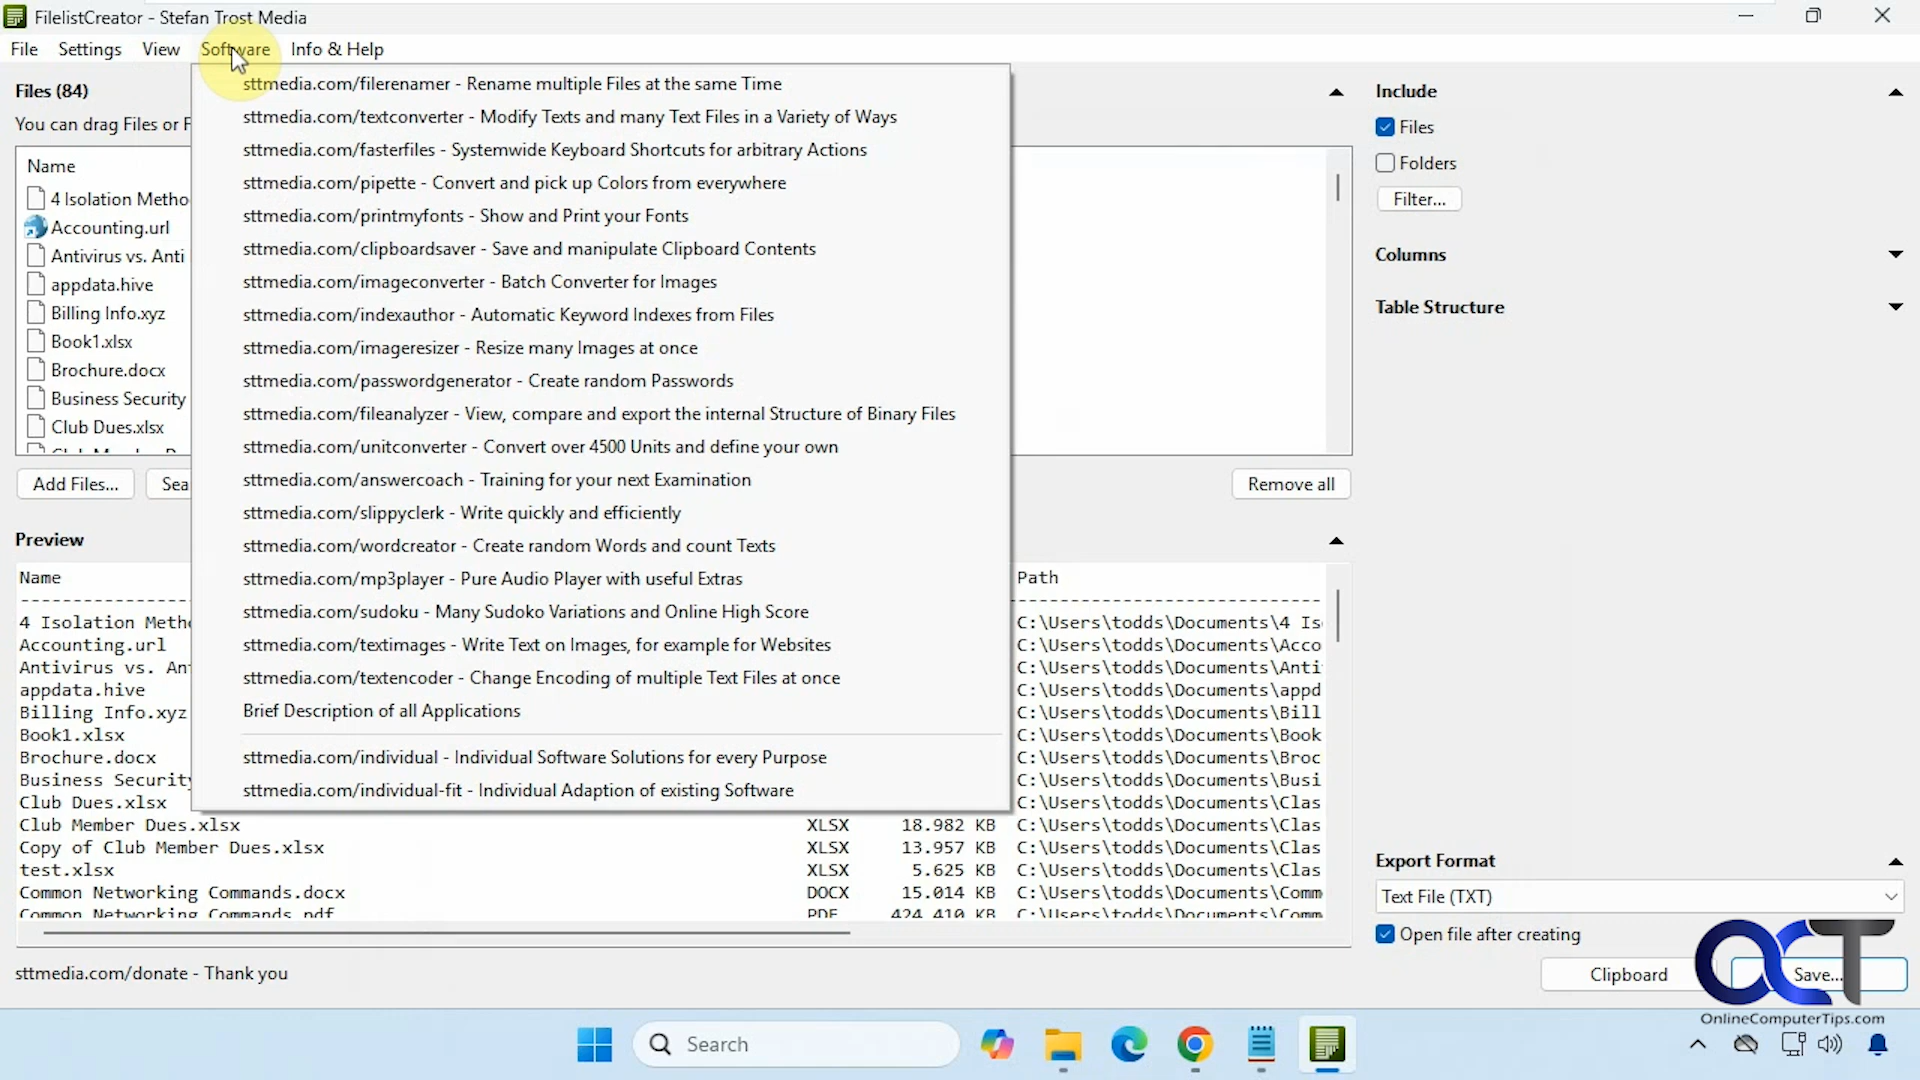 FilelistCreator - Stefan Trost Media
File Settings View Software Info & Help
Files (84)
You can drag Files or F
Name
4 Isolation Metho
Accounting.url
Antivirus vs. Anti
appdata.hive
Billing Info.xyz
Book1.xlsx
Brochure.docx
Business Security
Club Dues.xlsx
Add Files...
Sea
Remove all
sttmedia.com/filerenamer - Rename multiple Files at the same Time
sttmedia.com/textconverter - Modify Texts and many Text Files in a Variety of Ways
sttmedia.com/fasterfiles - Systemwide Keyboard Shortcuts for arbitrary Actions
sttmedia.com/pipette - Convert and pick up Colors from everywhere
sttmedia.com/printmyfonts - Show and Print your Fonts
sttmedia.com/clipboardsaver - Save and manipulate Clipboard Contents
sttmedia.com/imageconverter - Batch Converter for Images
sttmedia.com/indexauthor - Automatic Keyword Indexes from Files
sttmedia.com/imageresizer - Resize many Images at once
sttmedia.com/passwordgenerator - Create random Passwords
sttmedia.com/fileanalyzer - View, compare and export the internal Structure of Binary Files
sttmedia.com/unitconverter - Convert over 4500 Units and define your own
sttmedia.com/answercoach - Training for your next Examination
sttmedia.com/slippyclerk - Write quickly and efficiently
sttmedia.com/wordcreator - Create random Words and count Texts
sttmedia.com/mp3player - Pure Audio Player with useful Extras
sttmedia.com/sudoku - Many Sudoko Variations and Online High Score
sttmedia.com/textimages - Write Text on Images, for example for Websites
sttmedia.com/textencoder - Change Encoding of multiple Text Files at once
Brief Description of all Applications
sttmedia.com/individual - Individual Software Solutions for every Purpose
sttmedia.com/individual-fit - Individual Adaption of existing Software
Preview
Name Path
4 Isolation Meth C:\Users\todds\Documents\4 Is
Accounting.url C:\Users\todds\Documents\Acco
Antivirus vs. An C:\Users\todds\Documents\Anti
appdata.hive C:\Users\todds\Documents\appd
Billing Info.xyz C:\Users\todds\Documents\Bill
Book1.xlsx C:\Users\todds\Documents\Book
Brochure.docx C:\Users\todds\Documents\Broc
Business Security C:\Users\todds\Documents\Busi
Club Dues.xlsx C:\Users\todds\Documents\Clas
Club Member Dues.xlsx XLSX 18.982 KB C:\Users\todds\Documents\Clas
Copy of Club Member Dues.xlsx XLSX 13.957 KB C:\Users\todds\Documents\Clas
test.xlsx XLSX 5.625 KB C:\Users\todds\Documents\Clas
Common Networking Commands.docx DOCX 15.014 KB C:\Users\todds\Documents\Comm
Common Networking Commands.pdf PDF 424.410 KB C:\Users\todds\Documents\Comm
sttmedia.com/donate - Thank you
Include
Files
Folders
Filter...
Columns
Table Structure
Export Format
Text File (TXT)
Open file after creating
Clipboard
Save...
OCT
OnlineComputerTips.com
Search